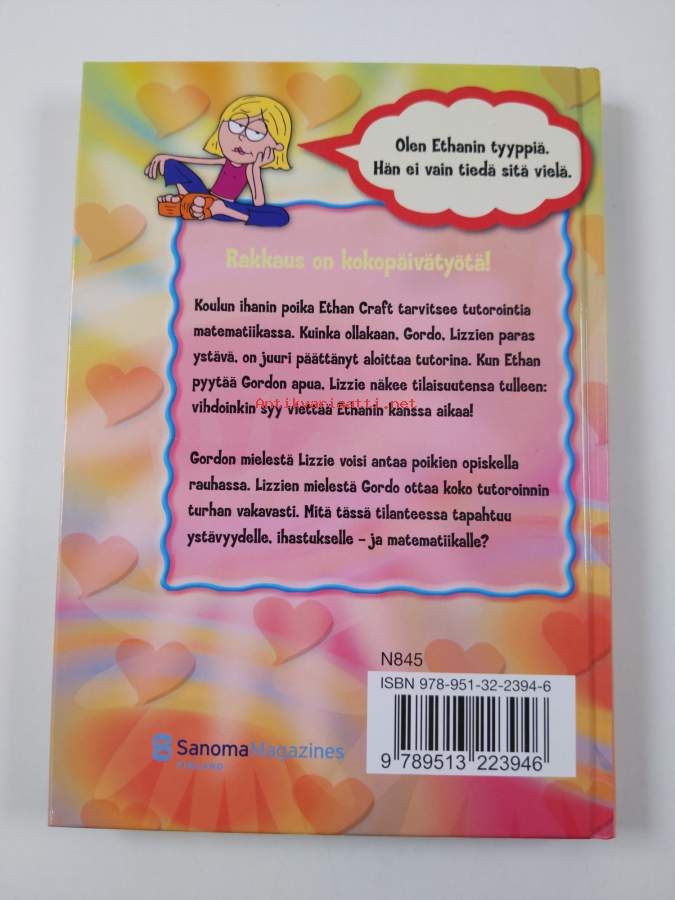 Olen Ethanin tyyppiä.
Hän ei vain tiedä sitä vielä.
Rakkaus on kokopäivätyötä!
Koulun ihanin poika Ethan Craft tarvitsee tutorointia
matematiikassa. Kuinka ollakaan, Gordo, Lizzien paras
ystävä, on juuri päättänyt aloittaa tutorina. Kun Ethan
pyytää Gordon apua, Lizzie näkee tilaisuutensa tulleen:
vihdoinkin syy viettää Ethanin kanssa aikaa!
Antikvariaatti.net
Gordon mielestä Lizzie voisi antaa poikien opiskella
rauhassa. Lizzien mielestä Gordo ottaa koko tutoroinnin
turhan vakavasti. Mitä tässä tilanteessa tapahtuu
ystävyydelle, ihastukselle – ja matematiikalle?
N845
ISBN 978-951-32-2394-6
9 789513 223946
SanomaMagazines
FINLAND